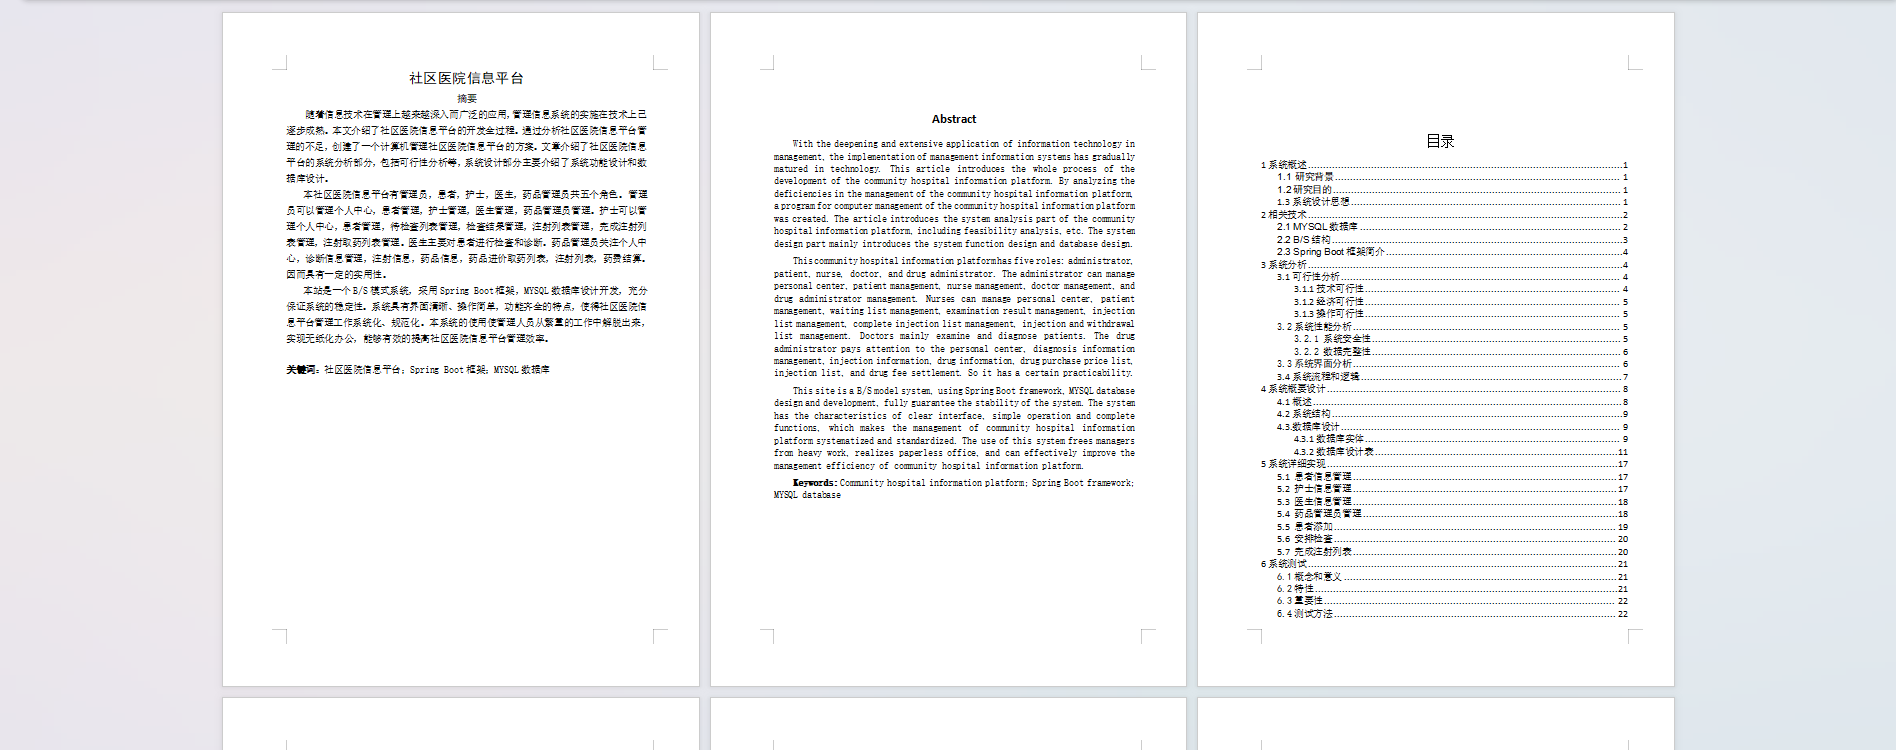 社区医院信息平台
摘要
随着信息技术在管理上越来越深入而广泛的应用，管理信息系统的实施在技术上已
逐步成熟。本文介绍了社区医院信息平台的开发全过程。通过分析社区医院信息平台管
理的不足，创建了一个计算机管理社区医院信息平台的方案。文章介绍了社区医院信息
平台的系统分析部分，包括可行性分析等，系统设计部分主要介绍了系统功能设计和数
据库设计。
本社区医院信息平台有管理员，患者，护士，医生，药品管理员共五个角色。管理
员可以管理个人中心，患者管理，护士管理，医生管理，药品管理员管理。护士可以管
理个人中心，患者管理，待检查列表管理，检查结果管理，注射列表管理，完成注射列
表管理，注射取药列表管理。医生主要对患者进行检查和诊断。药品管理员关注个人中
心，诊断信息管理，注射信息，药品信息，药品进价取药列表，注射列表，药费结算。
因而具有一定的实用性。
本站是一个B/S模式系统，采用Spring Boot框架，MYSQL数据库设计开发，充分
保证系统的稳定性。系统具有界面清晰、操作简单，功能齐全的特点，使得社区医院信
息平台管理工作系统化、规范化。本系统的使用使管理人员从繁重的工作中解脱出来，
实现无纸化办公，能够有效的提高社区医院信息平台管理效率。
关键词：社区医院信息平台；Spring Boot框架；MYSQL数据库
Abstract
With the deepening and extensive application of information technology in
management, the implementation of management information systems has gradually
matured in technology. This article introduces the whole process of the
development of the community hospital information platform. By analyzing the
deficiencies in the management of the community hospital information platform,
a program for computer management of the community hospital information platform
was created. The article introduces the system analysis part of the community
hospital information platform, including feasibility analysis, etc. The system
design part mainly introduces the system function design and database design.
This community hospital information platform has five roles: administrator,
patient, nurse, doctor, and drug administrator. The administrator can manage
personal center, patient management, nurse management, doctor management, and
drug administrator management. Nurses can manage personal center, patient
management, waiting list management, examination result management, injection
list management, complete injection list management, injection and withdrawal
list management. Doctors mainly examine and diagnose patients. The drug
administrator pays attention to the personal center, diagnosis information
management, injection information, drug information, drug purchase price list,
injection list, and drug fee settlement. So it has a certain practicability.
This site is a B/S model system, using Spring Boot framework, MYSQL database
design and development, fully guarantee the stability of the system. The system
has the characteristics of clear interface, simple operation and complete
functions, which makes the management of community hospital information
platform systematized and standardized. The use of this system frees managers
from heavy work, realizes paperless office, and can effectively improve the
management efficiency of community hospital information platform.
Keywords: Community hospital information platform; Spring Boot framework;
MYSQL database
目录
1 系统概述 1
1.1 研究背景 1
1.2 研究目的 1
1.3 系统设计思想 1
2 相关技术 2
2.1 MYSQL 数据库 2
2.2 B/S 结构 3
2.3 Spring Boot 框架简介 4
3 系统分析 4
3.1 可行性分析 4
3.1.1 技术可行性 4
3.1.2 经济可行性 5
3.1.3 操作可行性 5
3.2 系统性能分析 5
3.2.1 系统安全性 5
3.2.2 数据完整性 6
3.3 系统界面分析 6
3.4 系统流程和逻辑 7
4 系统概要设计 8
4.1 概述 8
4.2 系统结构 9
4.3.数据库设计 9
4.3.1 数据库实体 9
4.3.2 数据库设计表 11
5 系统详细实现 17
5.1 患者信息管理 17
5.2 护士信息管理 17
5.3 医生信息管理 18
5.4 药品管理员管理 18
5.5 患者添加 19
5.6 安排检查 20
5.7 完成注射列表 20
6 系统测试 21
6.1 概念和意义 21
6.2 特性 21
6.3 重要性 22
6.4 测试方法 22